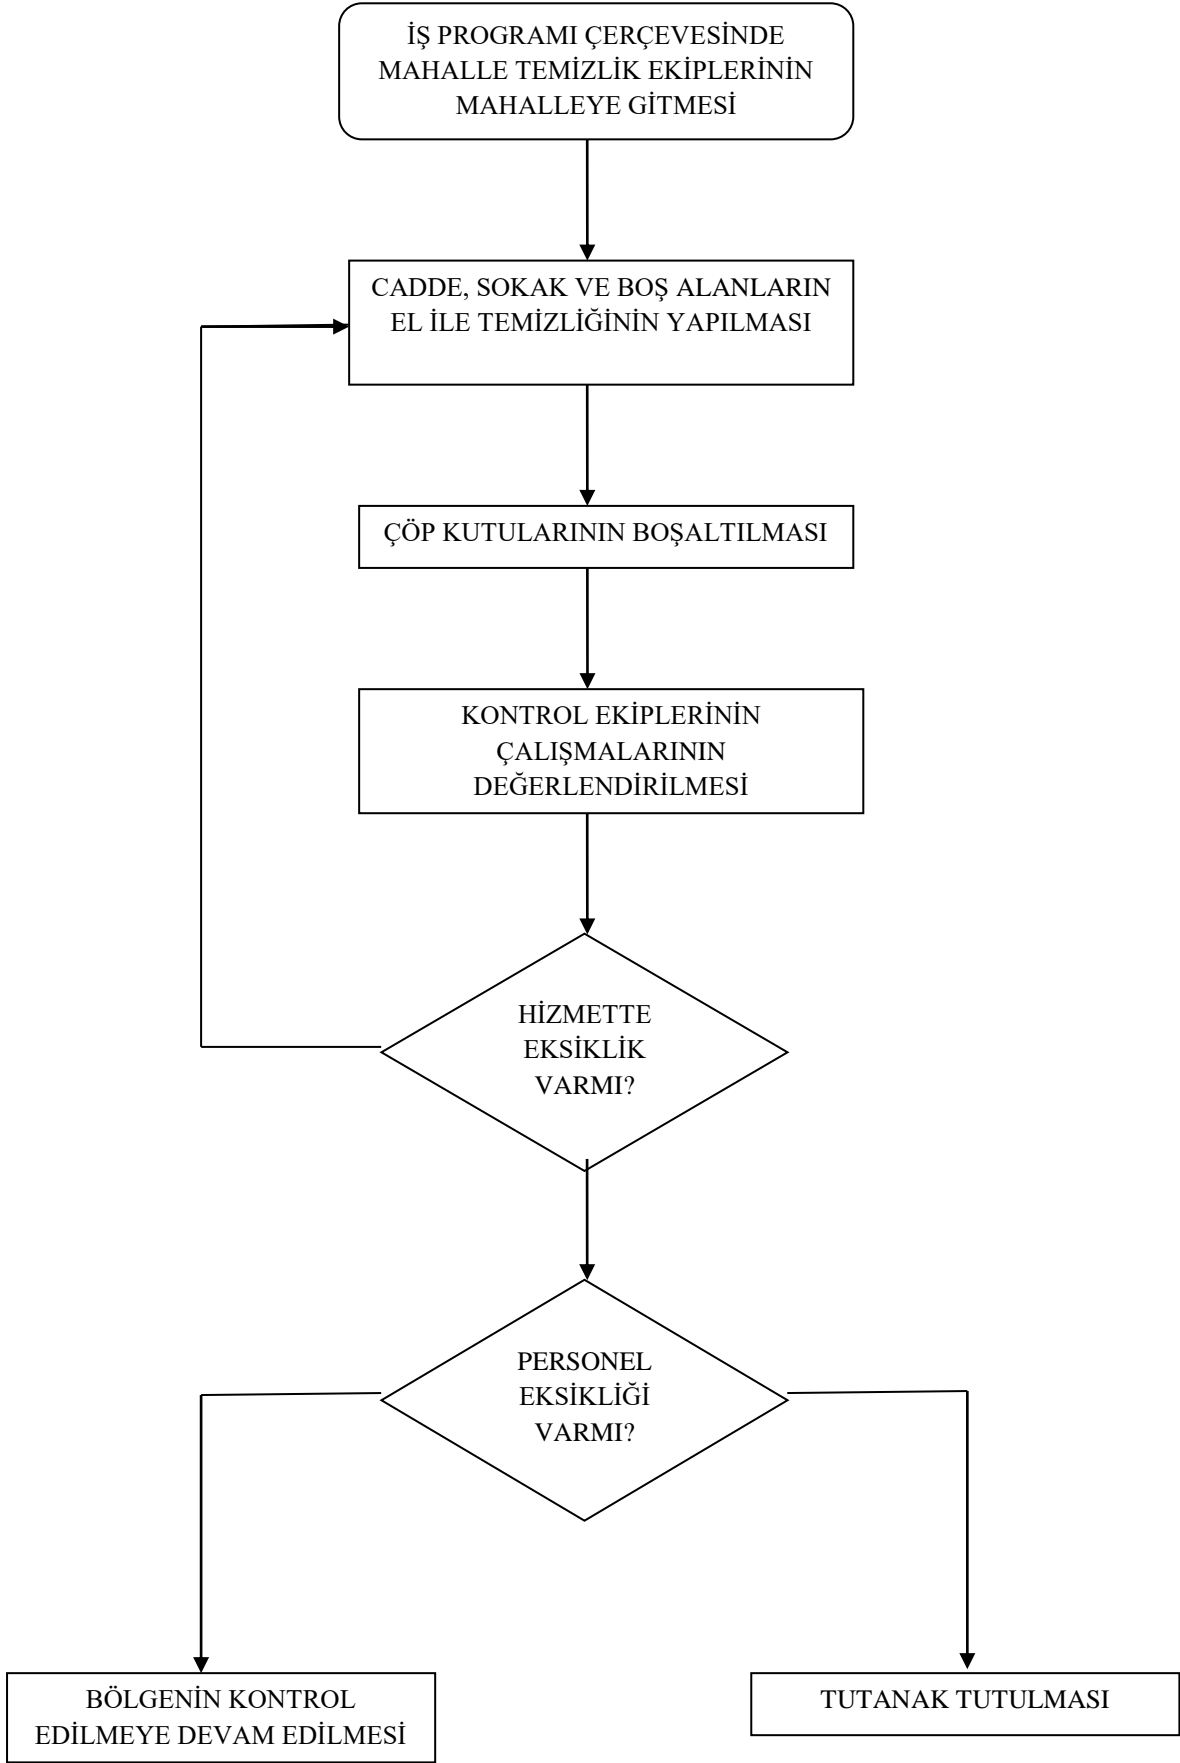 İŞ PROGRAMI ÇERÇEVESİNDE
MAHALLE TEMİZLİK EKİPLERİNİN
MAHALLEYE GİTMESİ
CADDE, SOKAK VE BOŞ ALANLARIN
EL İLE TEMİZLİĞİNİN YAPILMASI
ÇÖP KUTULARININ BOŞALTILMASI
KONTROL EKİPLERİNİN
ÇALIŞMALARININ
DEĞERLENDİRİLMESİ
HİZMETTE
EKSİKLİK
VARMI?
PERSONEL
EKSİKLİĞİ
VARMI?
BÖLGENİN KONTROL
EDİLMEYE DEVAM EDİLMESİ
TUTANAK TUTULMASI